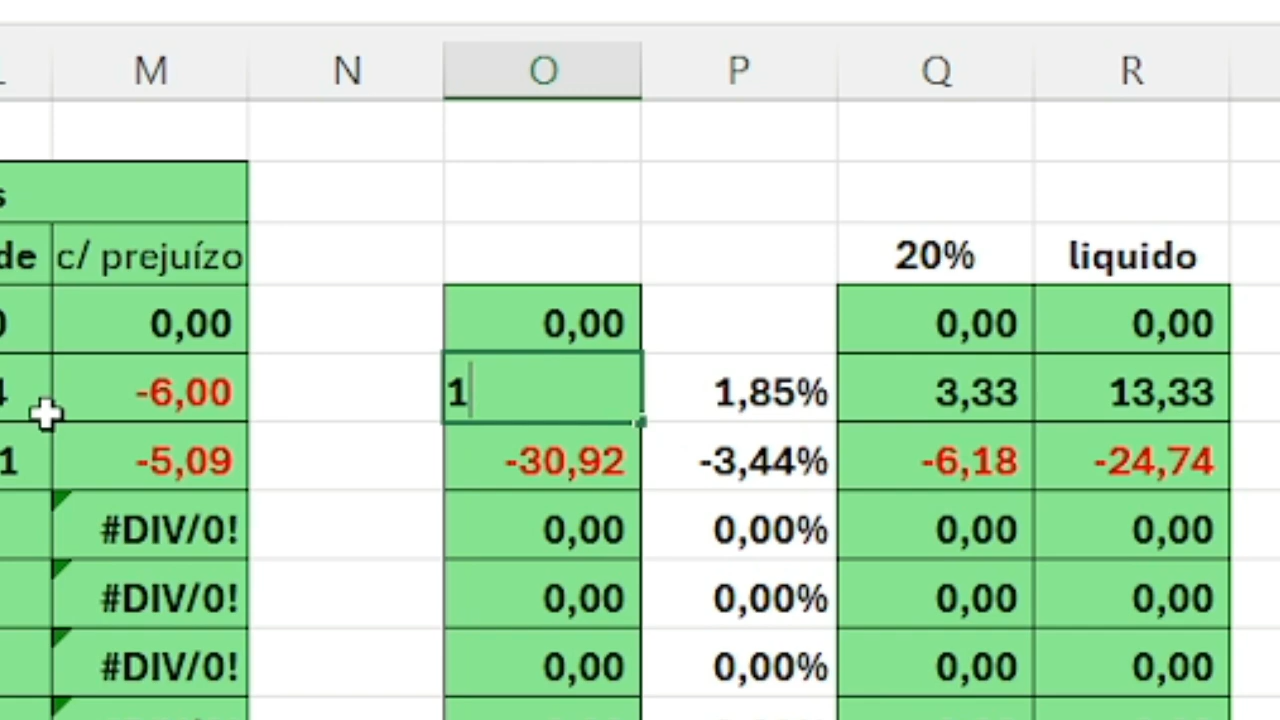 M N O P Q R
s
de c/ prejuízo 20% liquido
0,00 0,00 0,00 0,00
-6,00 1 1,85% 3,33 13,33
1 -5,09 -30,92 -3,44% -6,18 -24,74
#DIV/0! 0,00 0,00% 0,00 0,00
#DIV/0! 0,00 0,00% 0,00 0,00
#DIV/0! 0,00 0,00% 0,00 0,00